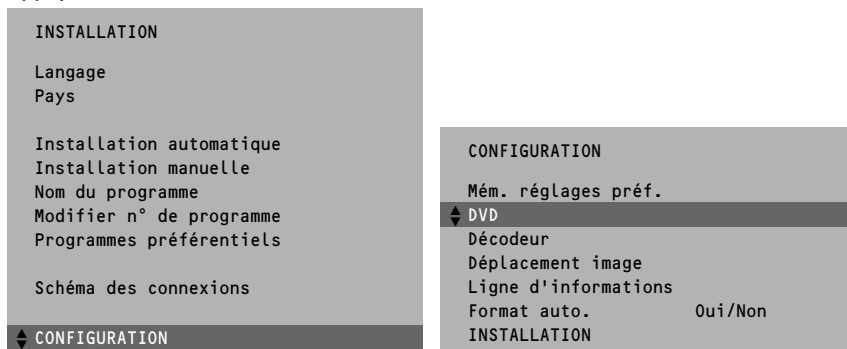 INSTALLATION
Langage
Pays
Installation automatique
Installation manuelle
Nom du programme
Modifier n° de programme
Programmes préférentiels
Schéma des connexions
CONFIGURATION
CONFIGURATION
Mém. réglages préf.
DVD
Décodeur
Déplacement image
Ligne d'informations
Format auto. Oui/Non
INSTALLATION